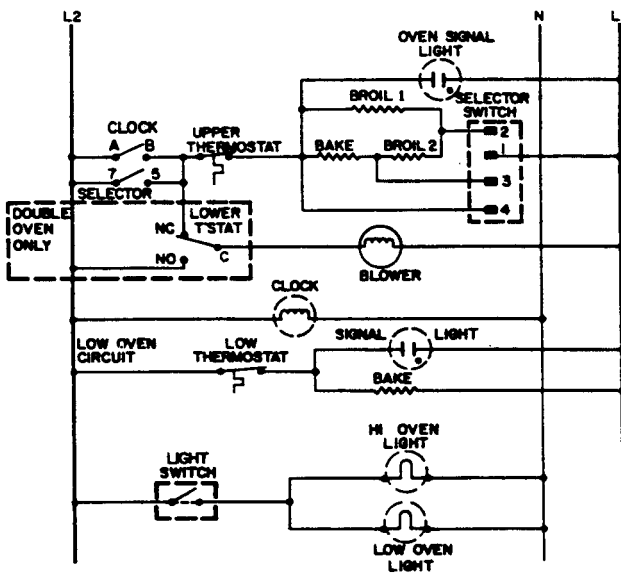 L2
N
L
OVEN SIGNAL
LIGHT
BROIL 1
SELECTOR
SWITCH
CLOCK
A B
UPPER
THERMOSTAT
BAKE
BROIL 2
2
1
3
4
7 5
SELECTOR
DOUBLE
OVEN
ONLY
LOWER
T'STAT
NC
NO
C
BLOWER
CLOCK
LOW OVEN
CIRCUIT
LOW
THERMOSTAT
SIGNAL LIGHT
BAKE
HI OVEN
LIGHT
LIGHT
SWITCH
LOW OVEN
LIGHT